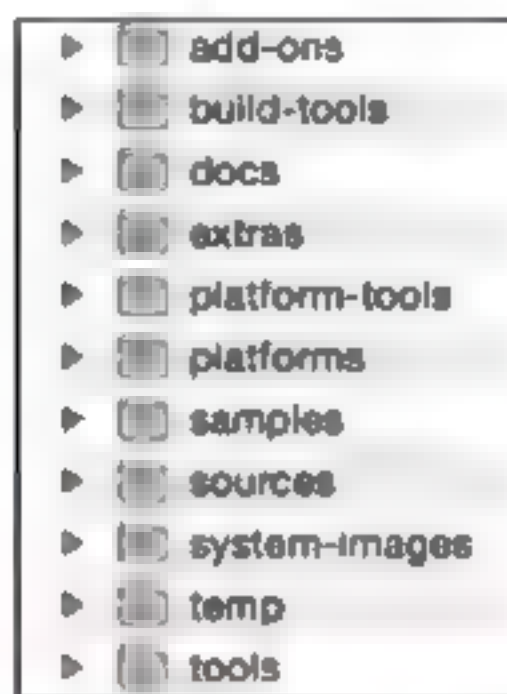 add-ons
build-tools
docs
extras
platform-tools
platforms
samples
sources
system-images
temp
tools